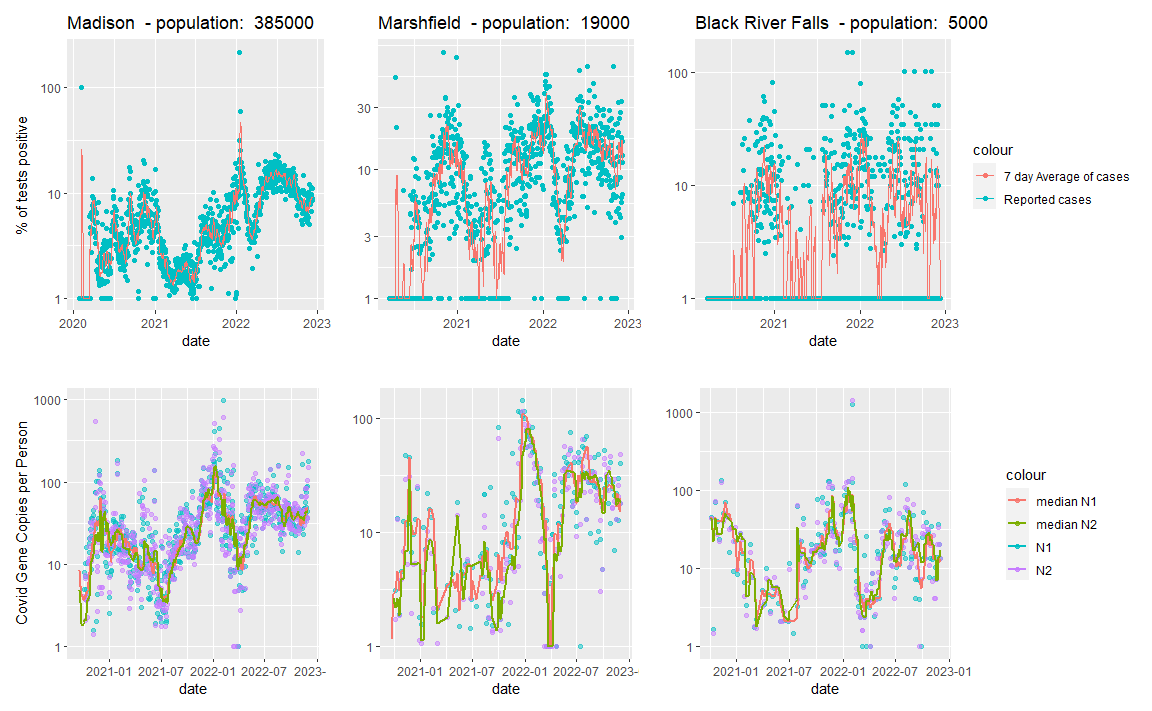 Madison - population: 385000
Marshfield - population: 19000
Black River Falls - population: 5000
% of tests positive
100
10
1
2020
2021
2022
2023
date
30
10
3
1
2021
2022
2023
date
100
10
1
2021
2022
2023
date
colour
7 day Average of cases
Reported cases
Covid Gene Copies per Person
1000
100
10
1
2021-01
2021-07
2022-01
2022-07
2023-
date
100
10
1
2021-01
2021-07
2022-01
2022-07
2023-
date
1000
100
10
1
2021-01
2021-07
2022-01
2022-07
2023-01
date
colour
median N1
median N2
N1
N2